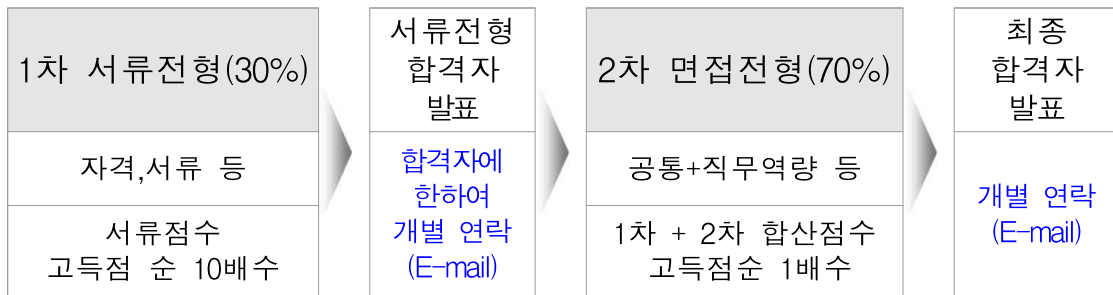 1차 서류전형(30%)
자격,서류 등
서류점수
고득점 순 10배수
서류전형
합격자
발표
합격자에
한하여
개별 연락
(E-mail)
2차 면접전형(70%)
공통+직무역량 등
1차 + 2차 합산점수
고득점순 1배수
최종
합격자
발표
개별 연락
(E-mail)